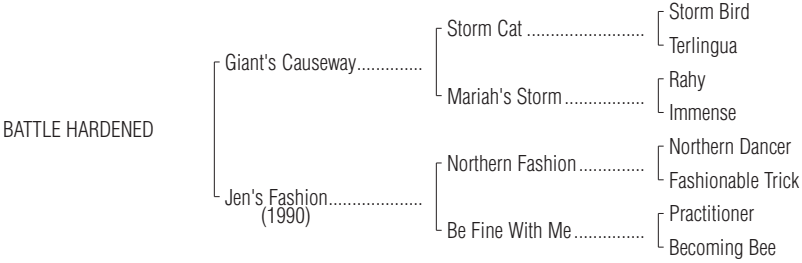 Storm Bird
Storm Cat ........................
Terlingua
Giant's Causeway..............
Rahy
Mariah's Storm ................
Immense
BATTLE HARDENED
Northern Dancer
Northern Fashion .............
Fashionable Trick
Jen's Fashion....................
(1990)
Practitioner
Be Fine With Me ..............
Becoming Bee